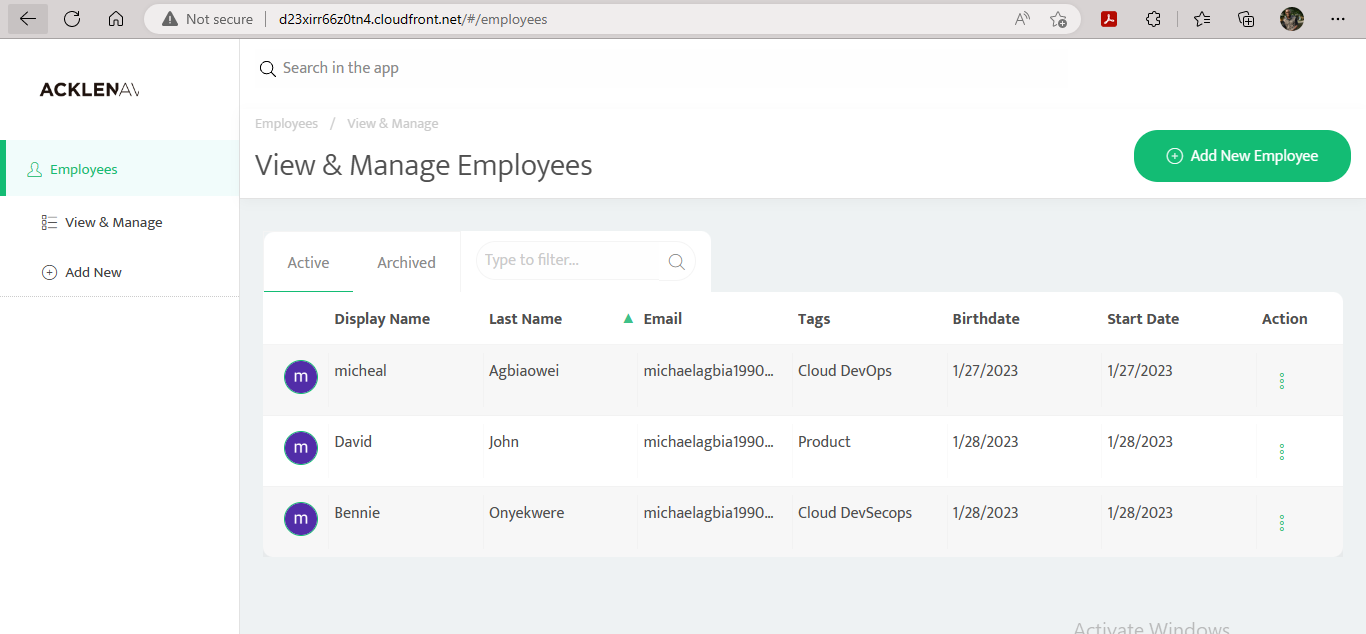 Not secure d23xirr66z0tn4.cloudfront.net/#/employees
ACKLENAV
Search in the app
Employees / View & Manage
View & Manage Employees
Add New Employee
Employees
View & Manage
Add New
Active Archived Type to filter...
Display Name Last Name Email Tags Birthdate Start Date Action
m micheal Agbiaowei michaelagbia1990... Cloud DevOps 1/27/2023 1/27/2023
m David John michaelagbia1990... Product 1/28/2023 1/28/2023
m Bennie Onyekwere michaelagbia1990... Cloud DevSecops 1/28/2023 1/28/2023
Activate Windows